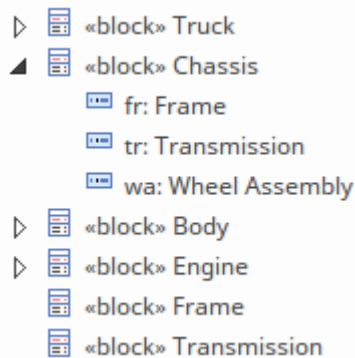 «block» Truck
«block» Chassis
fr: Frame
tr: Transmission
wa: Wheel Assembly
«block» Body
«block» Engine
«block» Frame
«block» Transmission